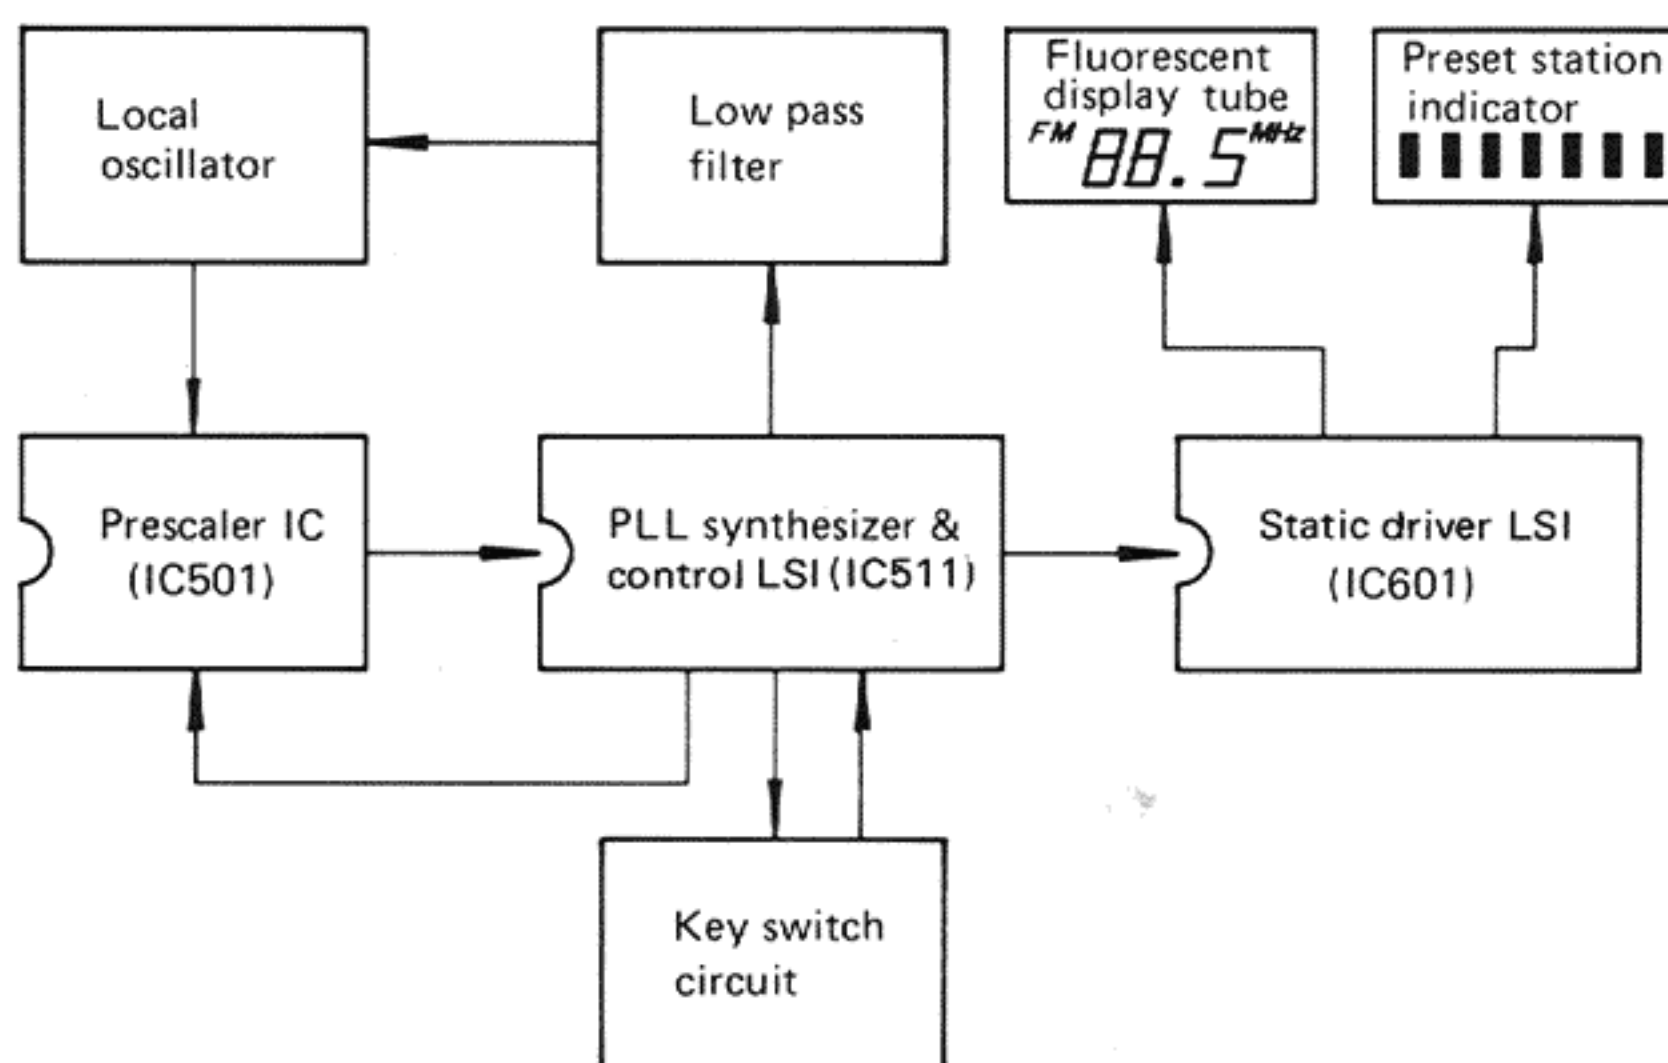 Local
oscillator
Low pass
filter
Fluorescent
display tube
FM 88.5 MHz
Preset station
indicator
Prescaler IC
(IC501)
PLL synthesizer &
control LSI (IC511)
Static driver LSI
(IC601)
Key switch
circuit